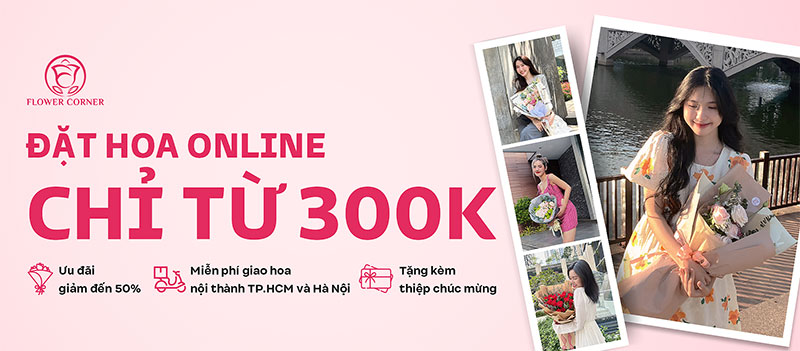 FLOWER CORNER
ĐẶT HOA ONLINE
CHỈ TỪ 300K
Ưu đãi
giảm đến 50%
Miễn phí giao hoa
nội thành TP.HCM và Hà Nội
Tặng kèm
thiệp chúc mừng